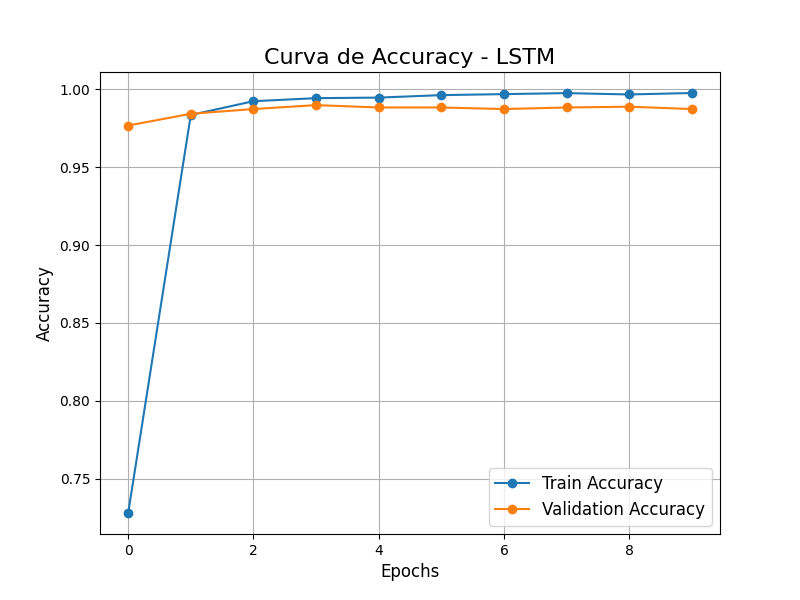 Curva de Accuracy - LSTM
1.00
0.95
0.90
0.85
0.80
0.75
Accuracy
0 2 4 6 8
Epochs
Train Accuracy
Validation Accuracy